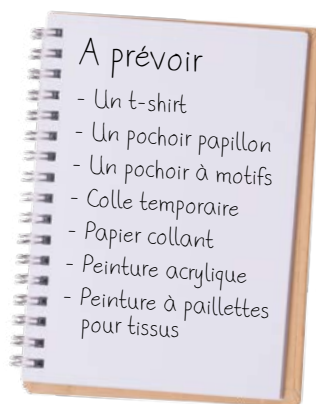 A prévoir
- Un t-shirt
- Un pochoir papillon
- Un pochoir à motifs
- Colle temporaire
- Papier collant
- Peinture acrylique
- Peinture à paillettes
pour tissus